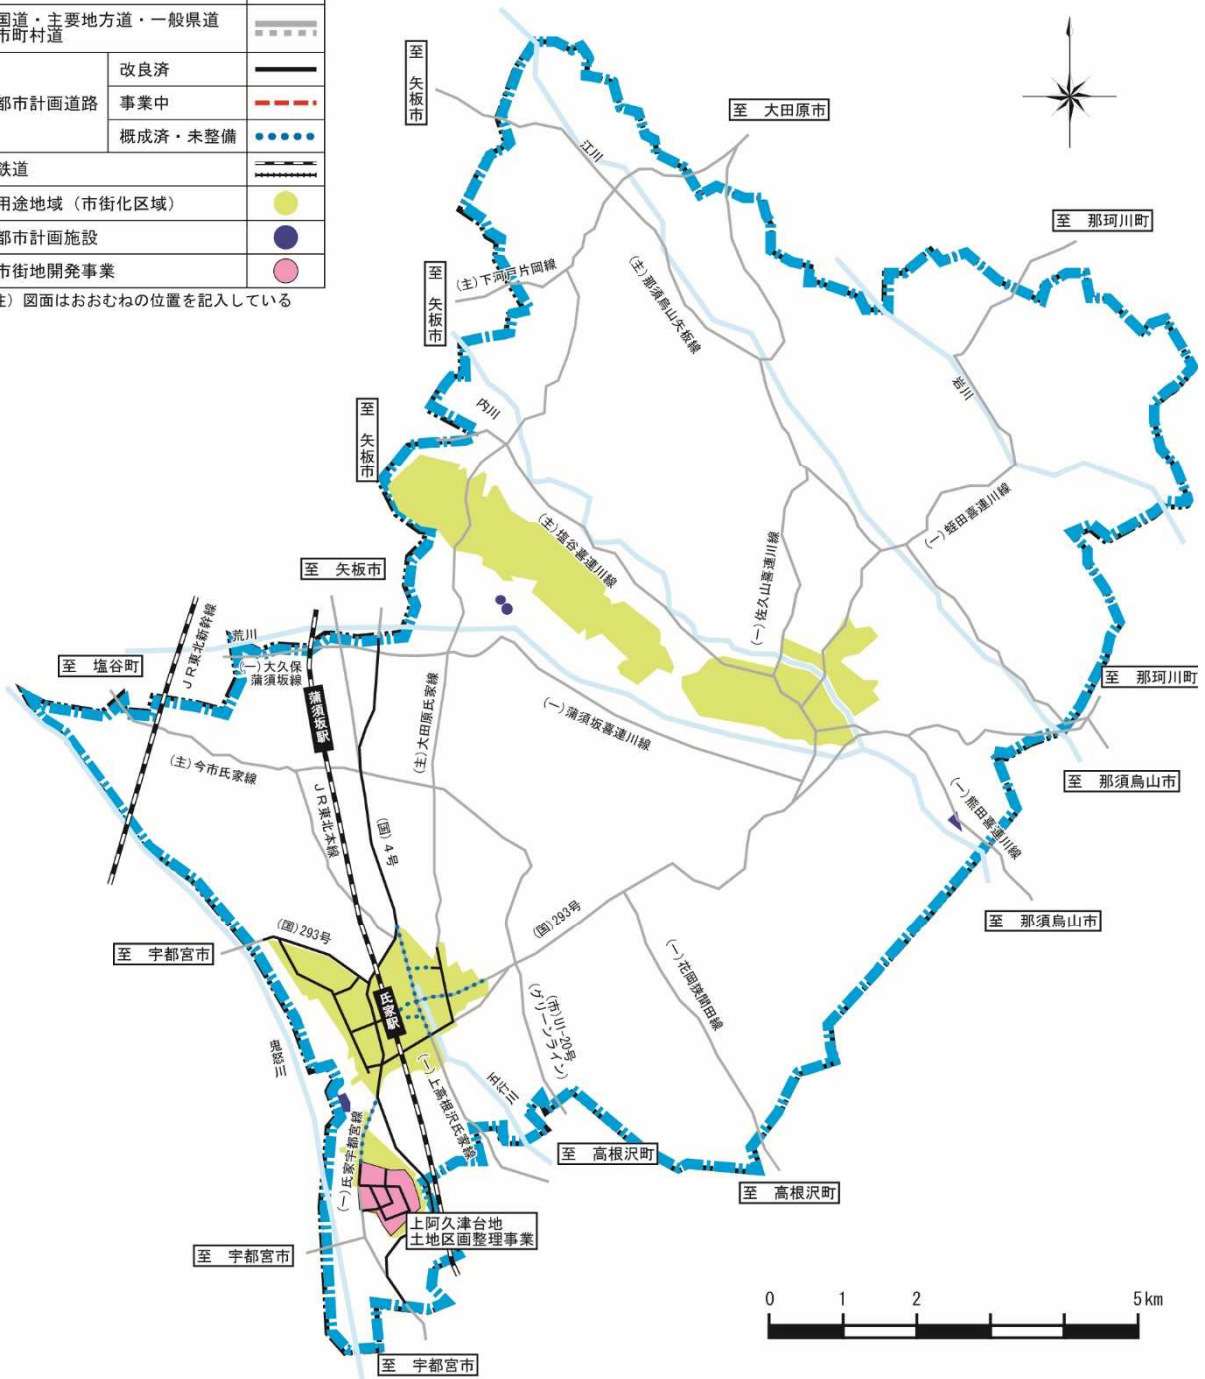 国道・主要地方道・一般県道
市町村道
都市計画道路
改良済
事業中
概成済・未整備
鉄道
用途地域（市街化区域）
都市計画施設
市街地開発事業
注）図面はおおむねの位置を記入している
至 矢板市
至 大田原市
江川
至 那珂川町
至 矢板市
(主)下河戸片岡線
(主)那須烏山矢板線
岩川
至 矢板市
内川
(主)塩谷喜連川線
(一)蛭田喜連川線
至 矢板市
(一)佐久山喜連川線
JR東北新幹線
荒川
至 塩谷町
(一)大久保
蒲須坂線
至 那珂川町
蒲須坂駅
(主)大田原氏家線
(一)蒲須坂喜連川線
(主)今市氏家線
至 那須烏山市
JR東北本線
(国)4号
(一)熊田喜連川線
至 那須烏山市
(国)293号
(国)293号
至 宇都宮市
(一)花岡狭間田線
氏家駅
(市)U1-20号
(グリーンライン)
鬼怒川
(一)上高根沢氏家線
五行川
(一)氏家宇都宮線
至 高根沢町
至 高根沢町
上阿久津台地
土地区画整理事業
至 宇都宮市
0 1 2 5km
至 宇都宮市